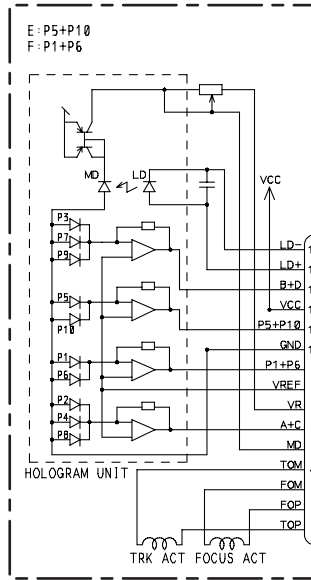 E:P5+P10
F:P1+P6
MD
LD
VCC
P3
P7
P9
LD-
LD+
B+D
P5
P10
VCC
P5+P10
GND
P1
P6
P1+P6
VREF
P2
P4
P8
VR
A+C
MD
HOLOGRAM UNIT
TOM
FOM
FOP
TOP
TRK ACT FOCUS ACT